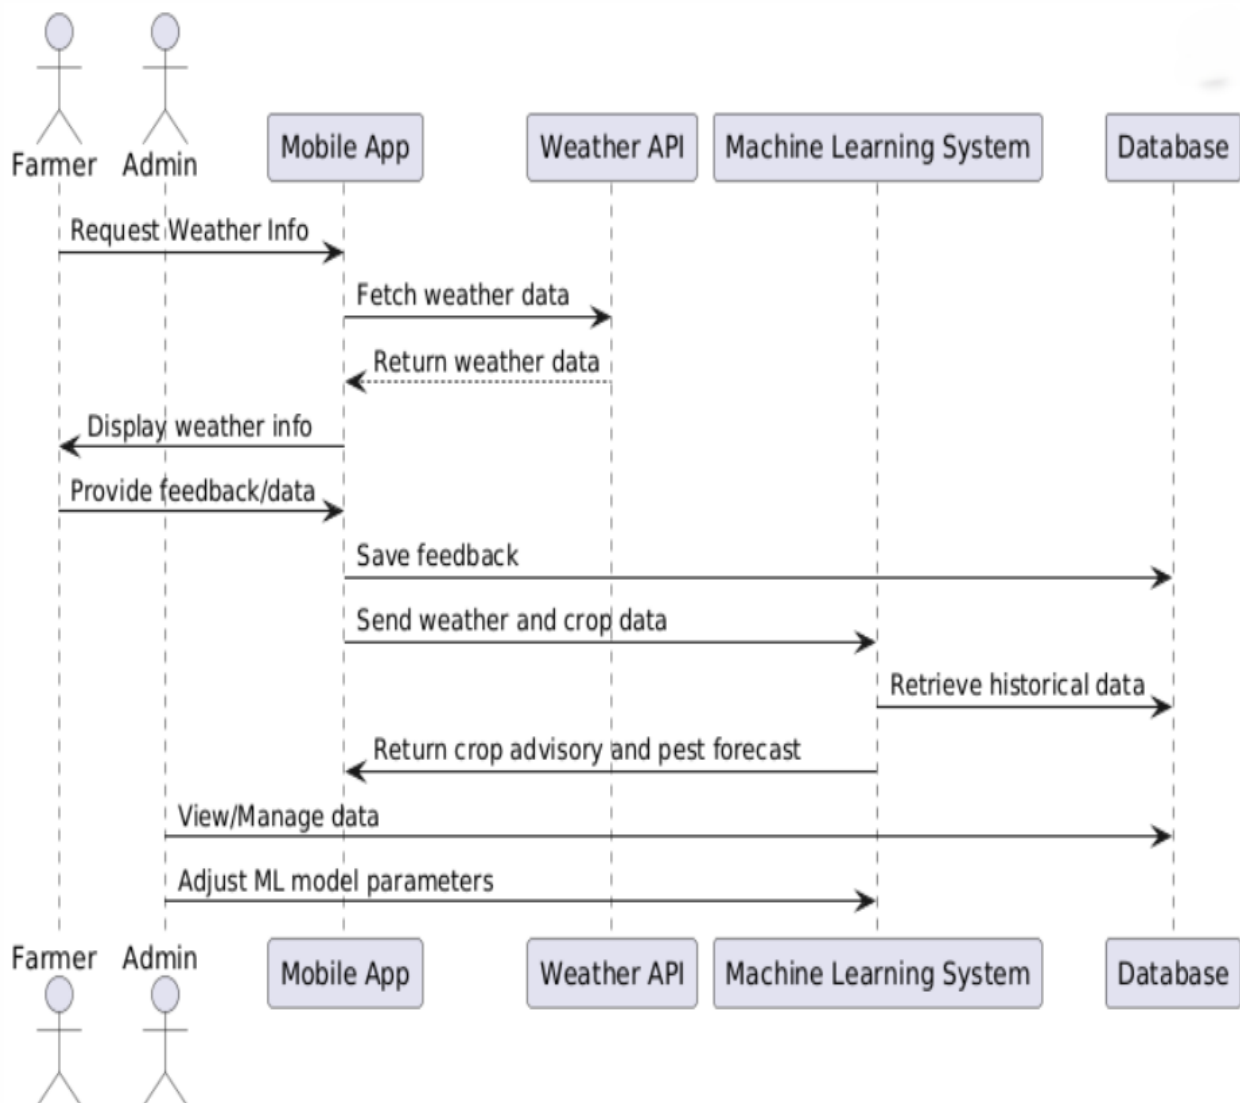 Farmer Admin
Mobile App Weather API Machine Learning System Database
Request Weather Info
Fetch weather data
Return weather data
Display weather info
Provide feedback/data
Save feedback
Send weather and crop data
Retrieve historical data
Return crop advisory and pest forecast
View/Manage data
Adjust ML model parameters
Farmer Admin
Mobile App Weather API Machine Learning System Database